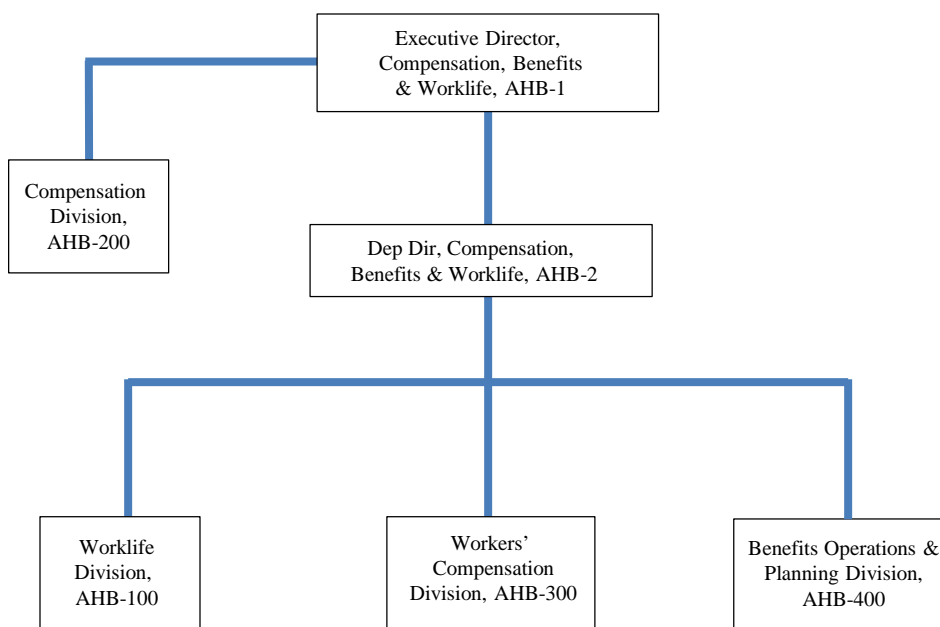 Executive Director,
Compensation, Benefits
& Worklife, AHB-1
Compensation
Division,
AHB-200
Dep Dir, Compensation,
Benefits & Worklife, AHB-2
Worklife
Division,
AHB-100
Workers’
Compensation
Division, AHB-300
Benefits Operations &
Planning Division,
AHB-400